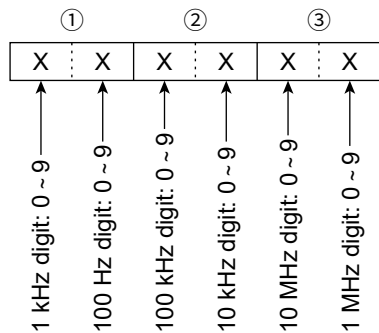 ① ② ③
X X X X X X
1 kHz digit: 0 ~ 9
100 Hz digit: 0 ~ 9
100 kHz digit: 0 ~ 9
10 kHz digit: 0 ~ 9
10 MHz digit: 0 ~ 9
1 MHz digit: 0 ~ 9